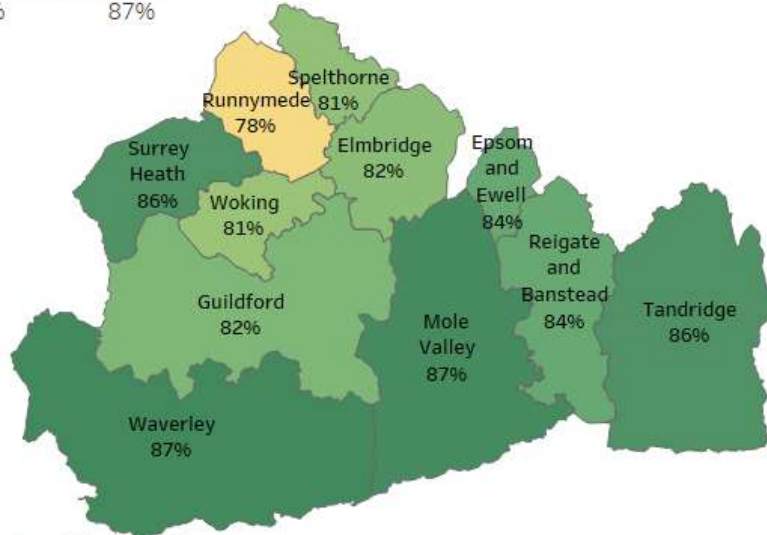 %
87%
Spelthorne
81%
Runnymede
78%
Elmbridge
82%
Surrey
Heath
86%
Epsom
and
Ewell
84%
Woking
81%
Reigate
and
Banstead
84%
Guildford
82%
Mole
Valley
87%
Tandridge
86%
Waverley
87%